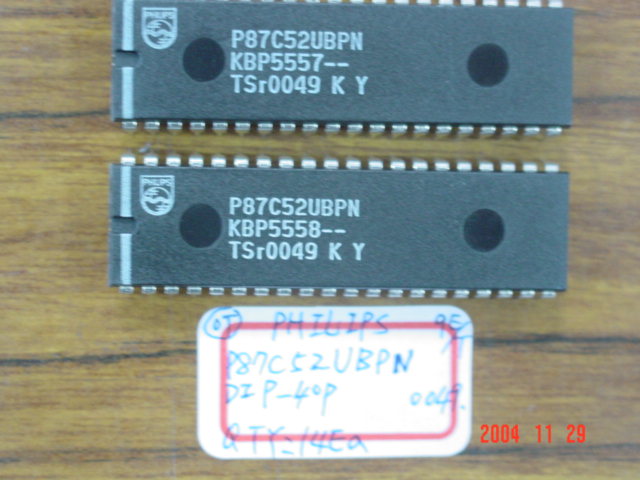 PHILIPS
P87C52UBPN
KBP5557--
TSr0049 K Y
PHILIPS
P87C52UBPN
KBP5558--
TSr0049 K Y
PHILIPS
P87C52UBPN
DIP-40P 0049.
QTY=14Ea
2004 11 29